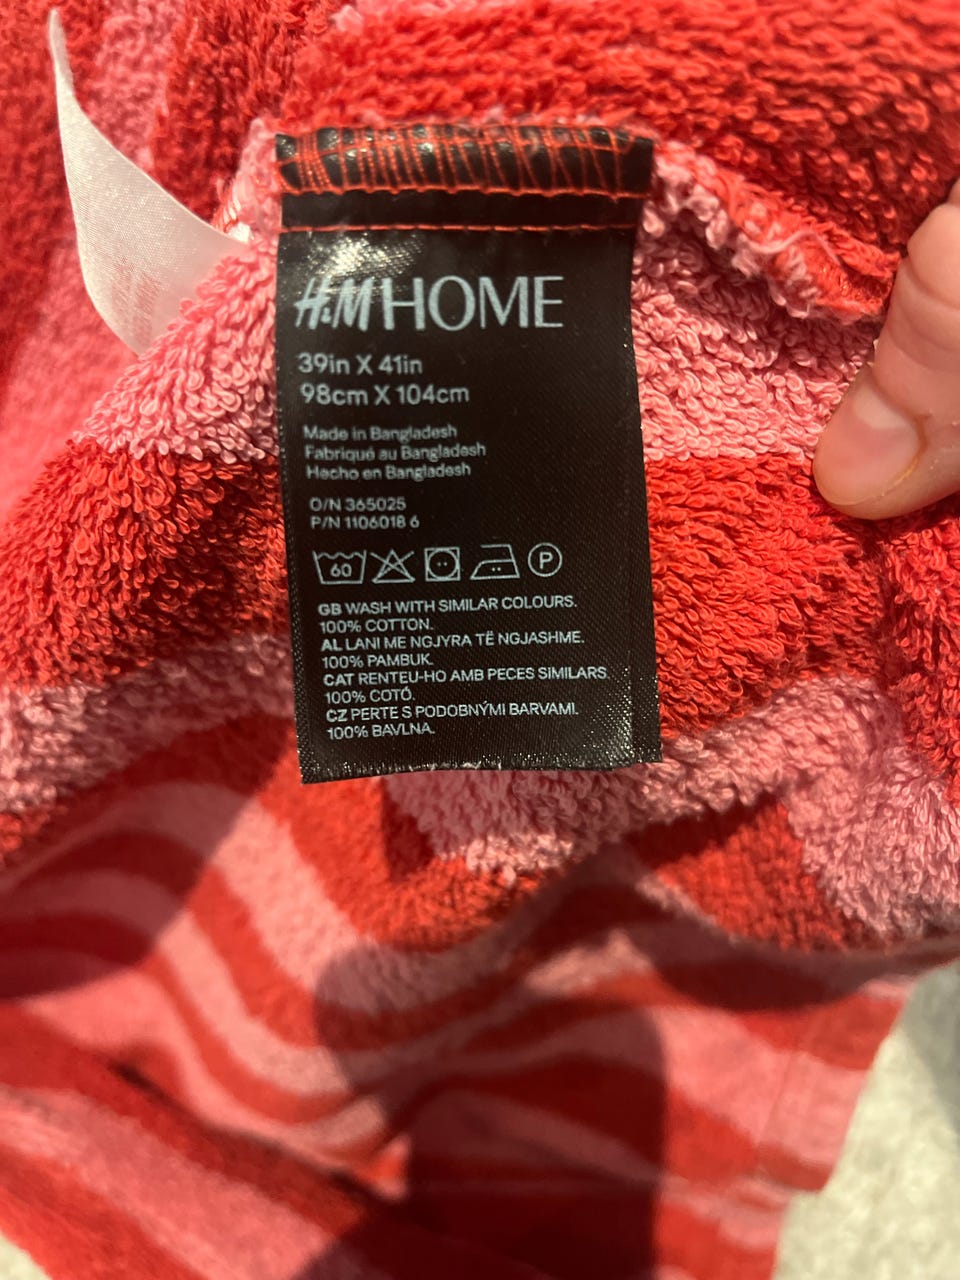 H&M HOME
39in X 41in
98cm X 104cm
Made in Bangladesh
Fabriqué au Bangladesh
Hecho en Bangladesh
O/N 365025
P/N 1106018 6
60 P
GB WASH WITH SIMILAR COLOURS.
100% COTTON.
AL LANI ME NGJYRA TË NGJASHME.
100% PAMBUK.
CAT RENTEU-HO AMB PECES SIMILARS.
100% COTÓ.
CZ PERTE S PODOBNÝMI BARVAMI.
100% BAVLNA.